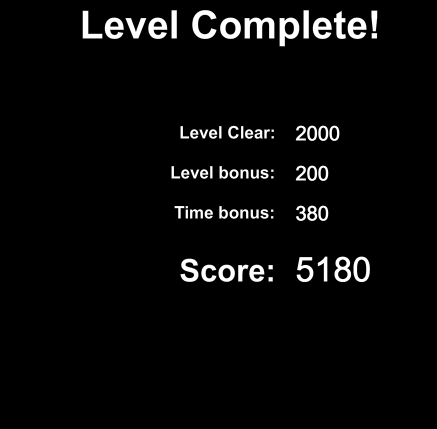 Level Complete!
Level Clear: 2000
Level bonus: 200
Time bonus: 380
Score: 5180